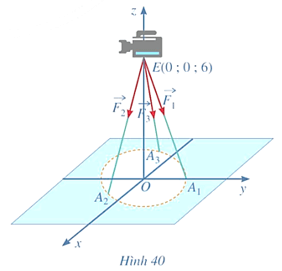 z
E(0 ; 0 ; 6)
F₂ F₃ F₁
A₃
A₂ O A₁ y
x
Hình 40